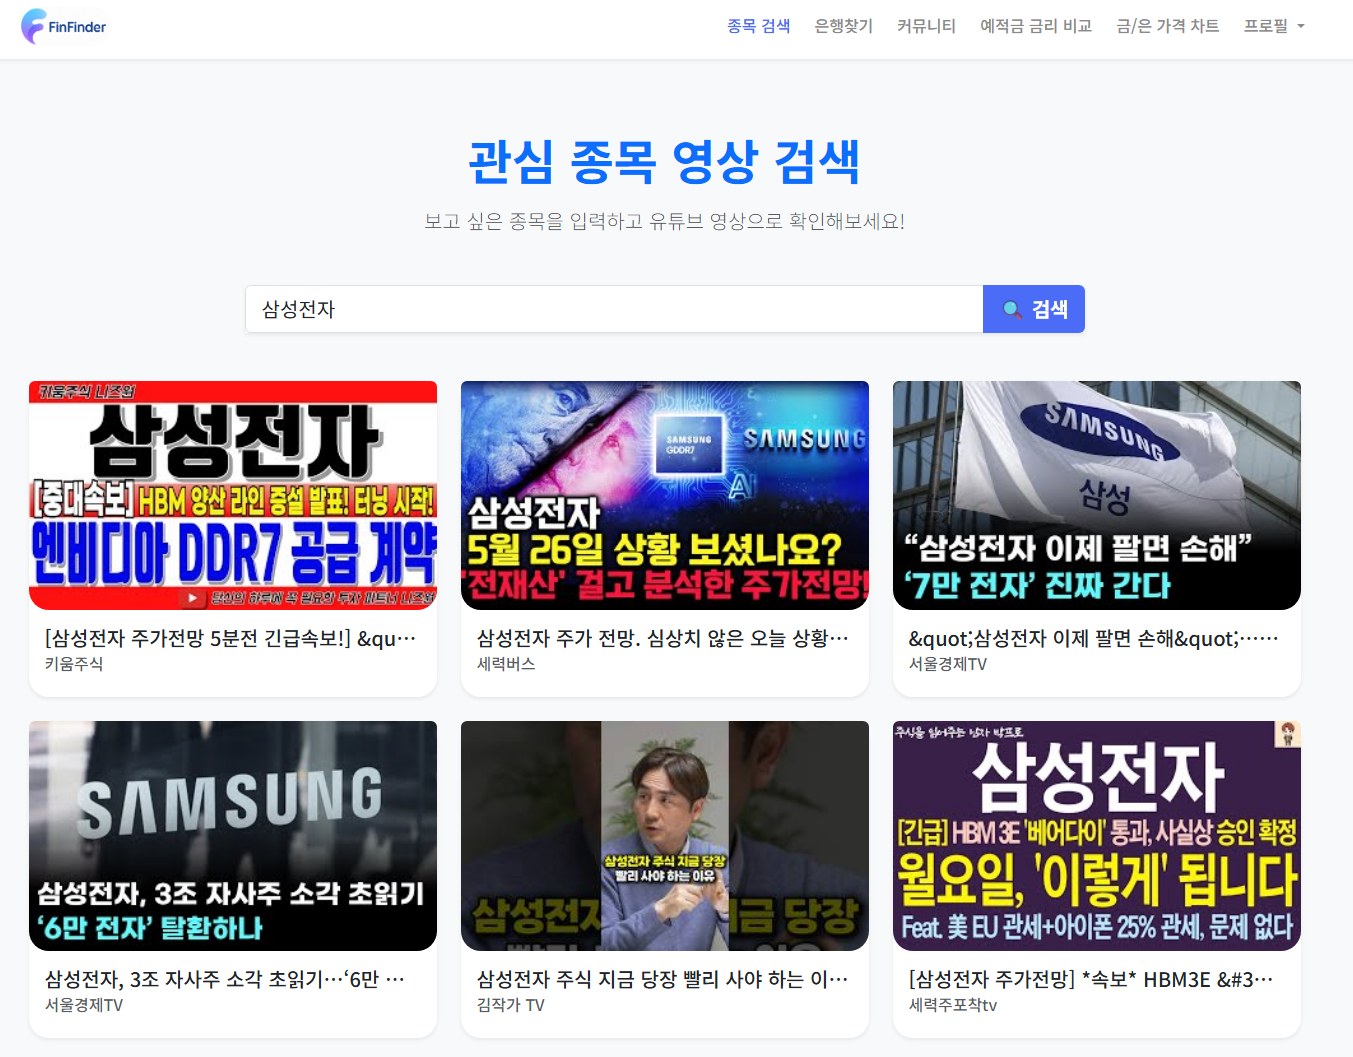 FinFinder
종목 검색
은행찾기
커뮤니티
예적금 금리 비교
금/은 가격 차트
프로필
관심 종목 영상 검색
보고 싶은 종목을 입력하고 유튜브 영상으로 확인해보세요!
삼성전자
검색
키움주식 니즈원
삼성전자
[중대속보] HBM 양산 라인 증설 발표! 터닝 시작!
엔비디아 DDR7 공급 계약
당신의 하루에 꼭 필요한 투자 파트너 니즈원
[삼성전자 주가전망 5분전 긴급속보!] &qu…
키움주식
SAMSUNG
GDDR7
SAMSUNG
AI
삼성전자
5월 26일 상황 보셨나요?
'전재산' 걸고 분석한 주가전망!
삼성전자 주가 전망. 심상치 않은 오늘 상황…
세력버스
SAMSUNG
삼성
“삼성전자 이제 팔면 손해”
‘7만 전자’ 진짜 간다
&quot;삼성전자 이제 팔면 손해&quot;……
서울경제TV
SAMSUNG
삼성전자, 3조 자사주 소각 초읽기
‘6만 전자’ 탈환하나
삼성전자, 3조 자사주 소각 초읽기…‘6만 …
서울경제TV
삼성전자 주식 지금 당장
빨리 사야 하는 이유
삼성전자 주식 지금 당장 빨리 사야 하는 이…
김작가 TV
주식을 읽어주는 남자 박프로
삼성전자
[긴급] HBM 3E '베어다이' 통과, 사실상 승인 확정
월요일, '이렇게' 됩니다
Feat. 美 EU 관세+아이폰 25% 관세, 문제 없다
[삼성전자 주가전망] *속보* HBM3E &#3…
세력주포착tv